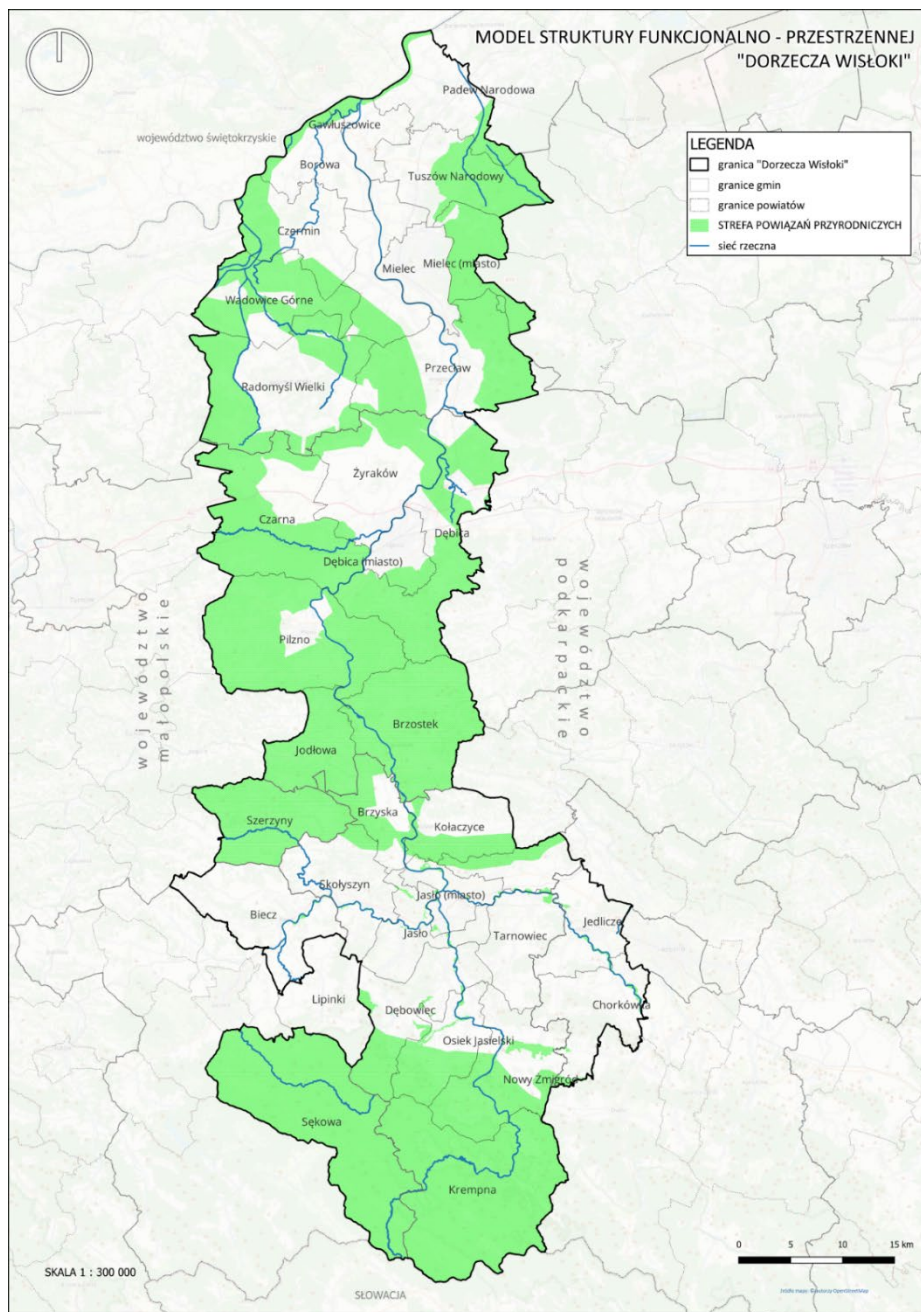 MODEL STRUKTURY FUNKCJONALNO - PRZESTRZENNEJ
"DORZECZA WISŁOKI"
Padew Narodowa
województwo świętokrzyskie
Gawłuszowice
LEGENDA
granica "Dorzecza Wisłoki"
granice gmin
granice powiatów
STREFA POWIĄZAŃ PRZYRODNICZYCH
sieć rzeczna
Borowa
Tuszów Narodowy
Czermin
Mielec (miasto)
Mielec
Wadowice Górne
Przecław
Radomyśl Wielki
Żyraków
Czarna
Dębica
Dębica (miasto)
województwo
małopolskie
województwo
podkarpackie
Pilzno
Brzostek
Jodłowa
Brzyska
Szerzyny
Kołaczyce
Skołyszyn
Jasło (miasto)
Biecz
Jedlicze
Jasło
Tarnowiec
Lipinki
Dębowiec
Chorkówka
Osiek Jasielski
Nowy Żmigród
Sękowa
Krempna
0 5 10 15 km
SKALA 1 : 300 000
SŁOWACJA